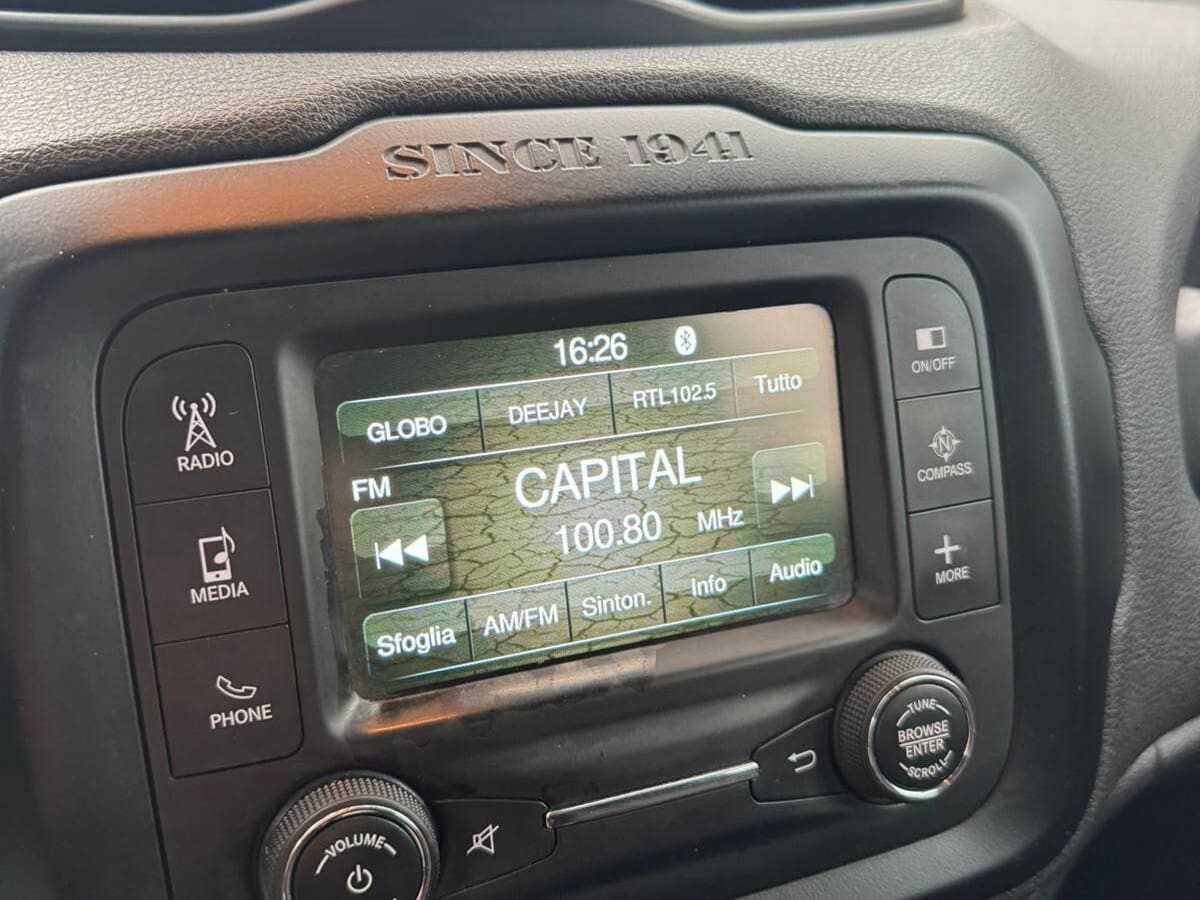 SINCE 1941
16:26
GLOBO DEEJAY RTL102.5 Tutto
FM
CAPITAL
100.80 MHz
Sfoglia AM/FM Sinton. Info Audio
RADIO
MEDIA
PHONE
ON/OFF
N
COMPASS
MORE
VOLUME
TUNE
BROWSE
ENTER
SCROLL